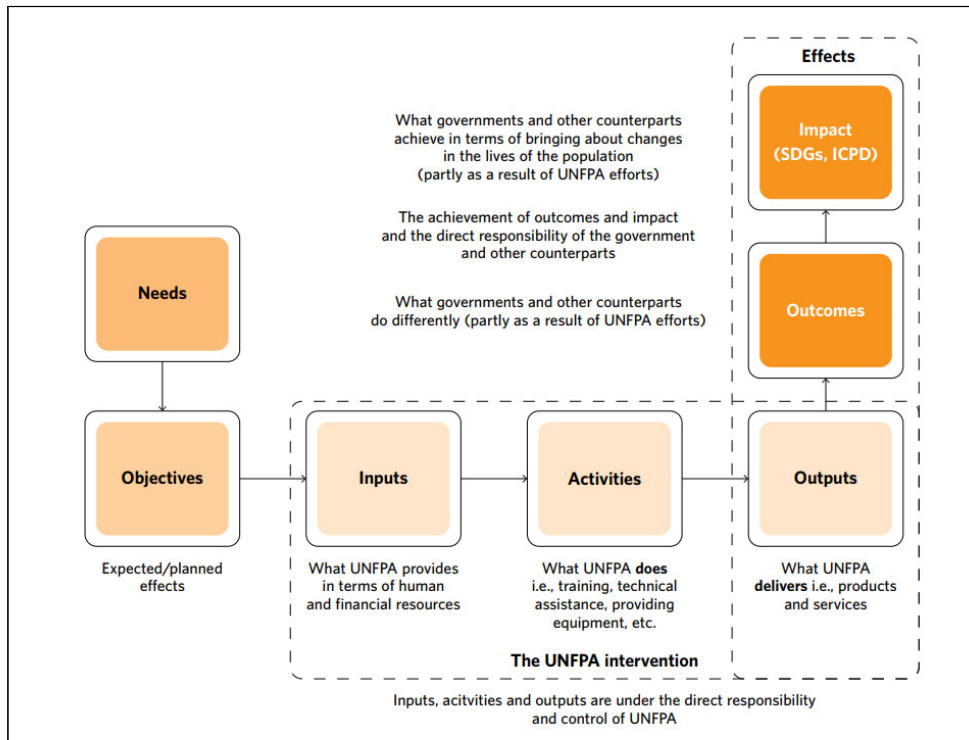 Effects
What governments and other counterparts
achieve in terms of bringing about changes
in the lives of the population
(partly as a result of UNFPA efforts)
Impact
(SDGs, ICPD)
The achievement of outcomes and impact
and the direct responsibility of the government
and other counterparts
Needs
What governments and other counterparts
do differently (partly as a result of UNFPA efforts)
Outcomes
Objectives
Inputs
Activities
Outputs
Expected/planned
effects
What UNFPA provides
in terms of human
and financial resources
What UNFPA does
i.e., training, technical
assistance, providing
equipment, etc.
What UNFPA
delivers i.e., products
and services
The UNFPA intervention
Inputs, acitvities and outputs are under the direct responsibility
and control of UNFPA